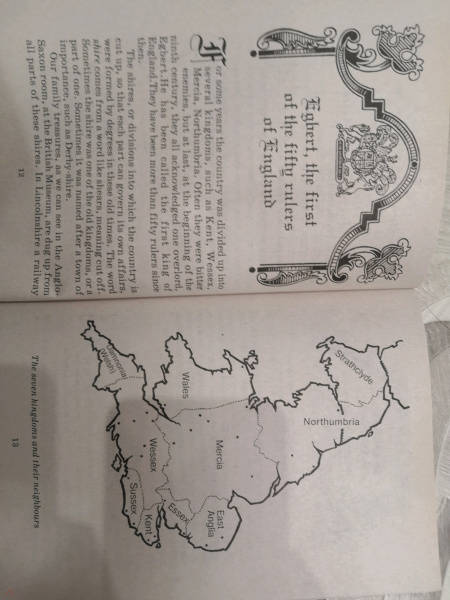 Egbert, the first
of the fifty rulers
of England
For some years the country was divided up into
several kingdoms, such as Kent, Wessex,
Mercia, Northumbria. Often they were bitter
enemies, but at last, at the beginning of the
ninth century, they all acknowledged one overlord,
Egbert. He has been called the first king of
England. They have been more than fifty rulers since
then.
The shires, or divisions into which the country is
cut up, so that each part can govern its own affairs,
were formed by degrees in these old times. The word
shire comes from a word like shears, meaning cut off.
Sometimes the shire was one of the old kingdoms, or a
part of one. Sometimes it was named after a town of
importance, such as Derby-shire.
Our family treasures, as we can see in the Anglo-
Saxon room, at the British Museum, are dug up from
all parts of these shires. In Lincolnshire a railway
12
Strathclyde
Northumbria
Wales
Mercia
East
Anglia
(Welsh)
Wessex
Essex
Sussex
Kent
The seven kingdoms and their neighbours
13